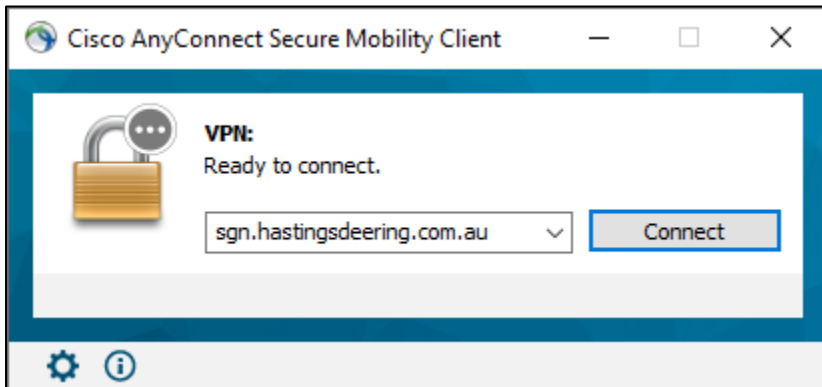 Cisco AnyConnect Secure Mobility Client
VPN:
Ready to connect.
sgn.hastingsdeering.com.au
Connect